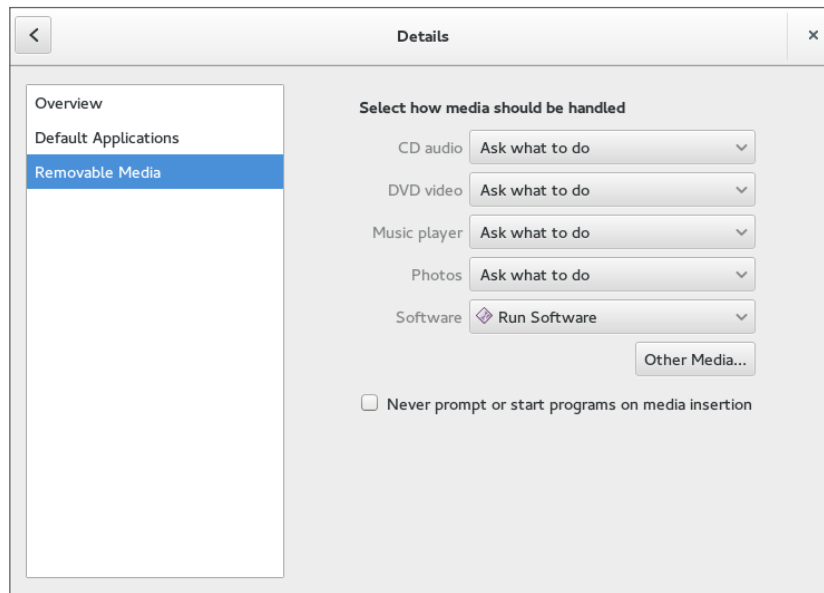 Details
Overview
Default Applications
Removable Media
Select how media should be handled
CD audio Ask what to do
DVD video Ask what to do
Music player Ask what to do
Photos Ask what to do
Software Run Software
Other Media...
Never prompt or start programs on media insertion